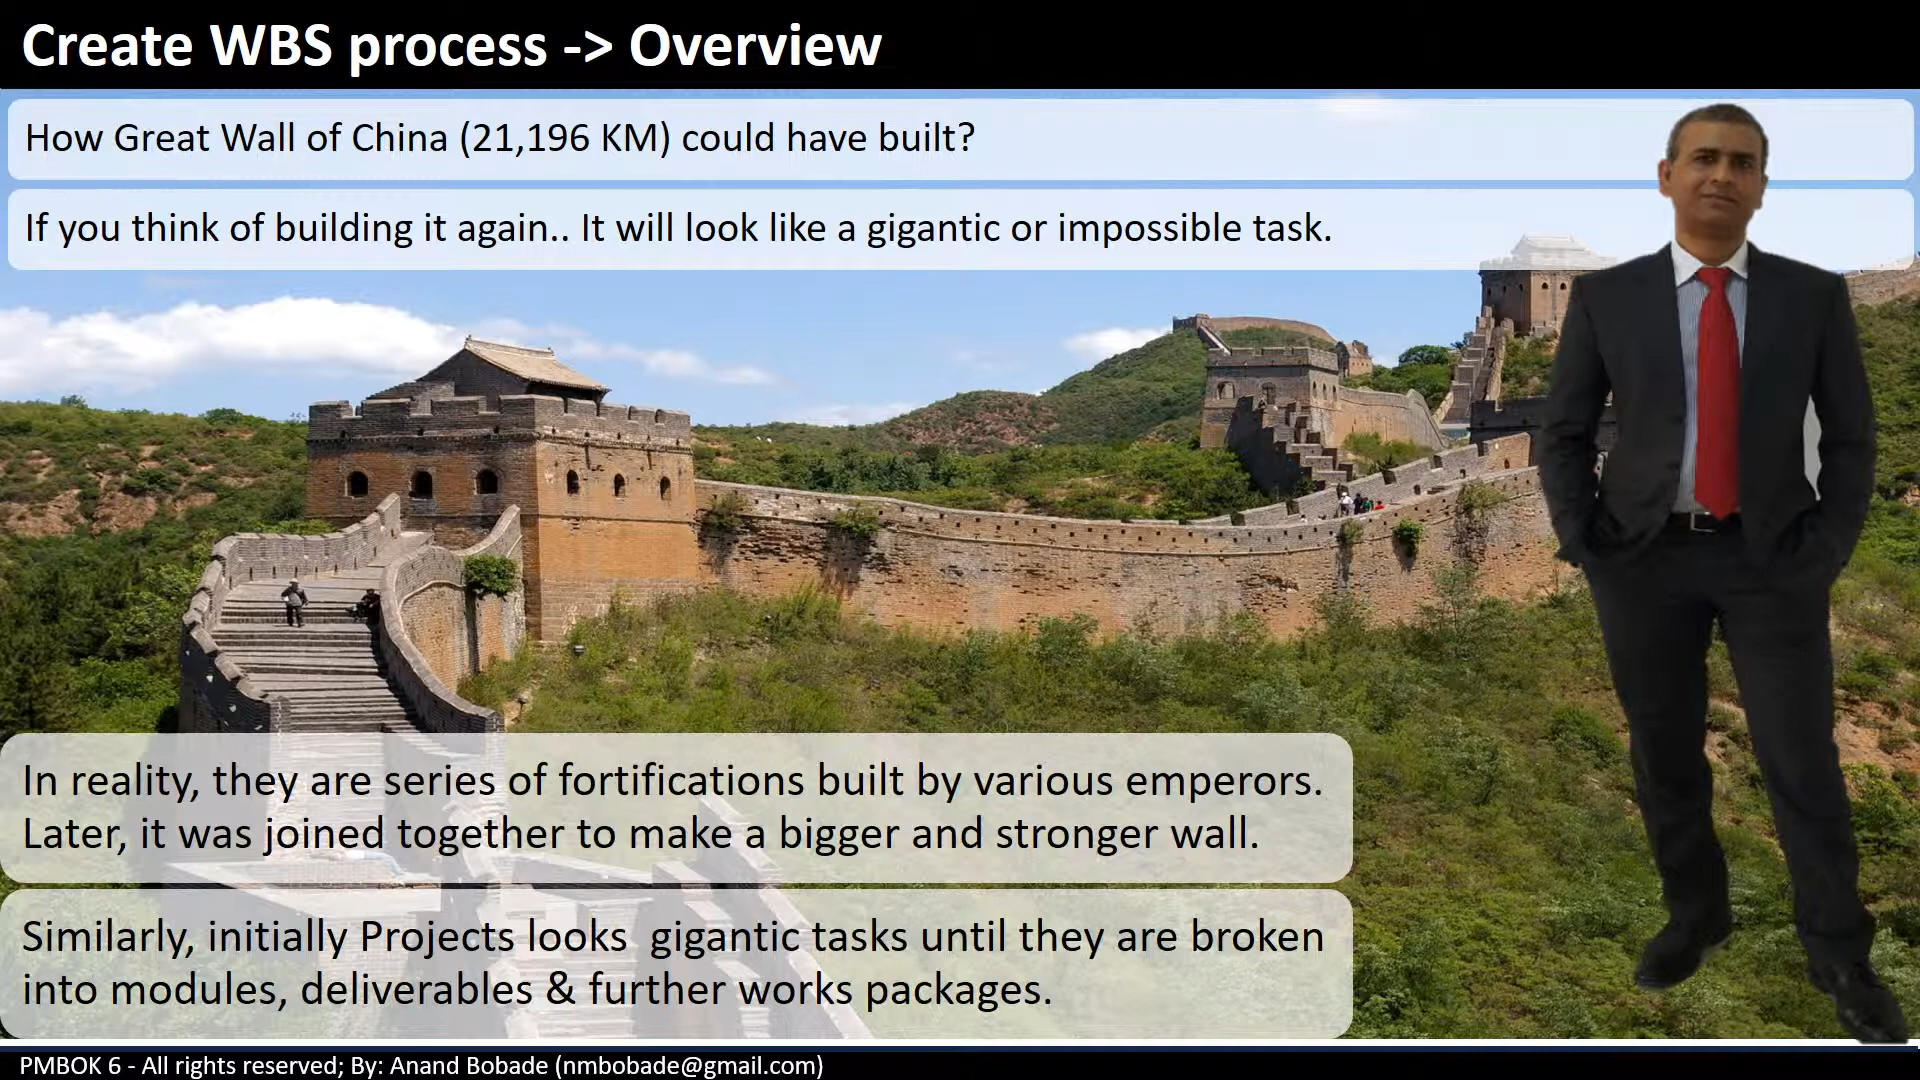 Create WBS process -> Overview
How Great Wall of China (21,196 KM) could have built?
If you think of building it again.. It will look like a gigantic or impossible task.
In reality, they are series of fortifications built by various emperors.
Later, it was joined together to make a bigger and stronger wall.
Similarly, initially Projects looks  gigantic tasks until they are broken
into modules, deliverables & further works packages.
PMBOK 6 - All rights reserved; By: Anand Bobade (nmbobade@gmail.com)